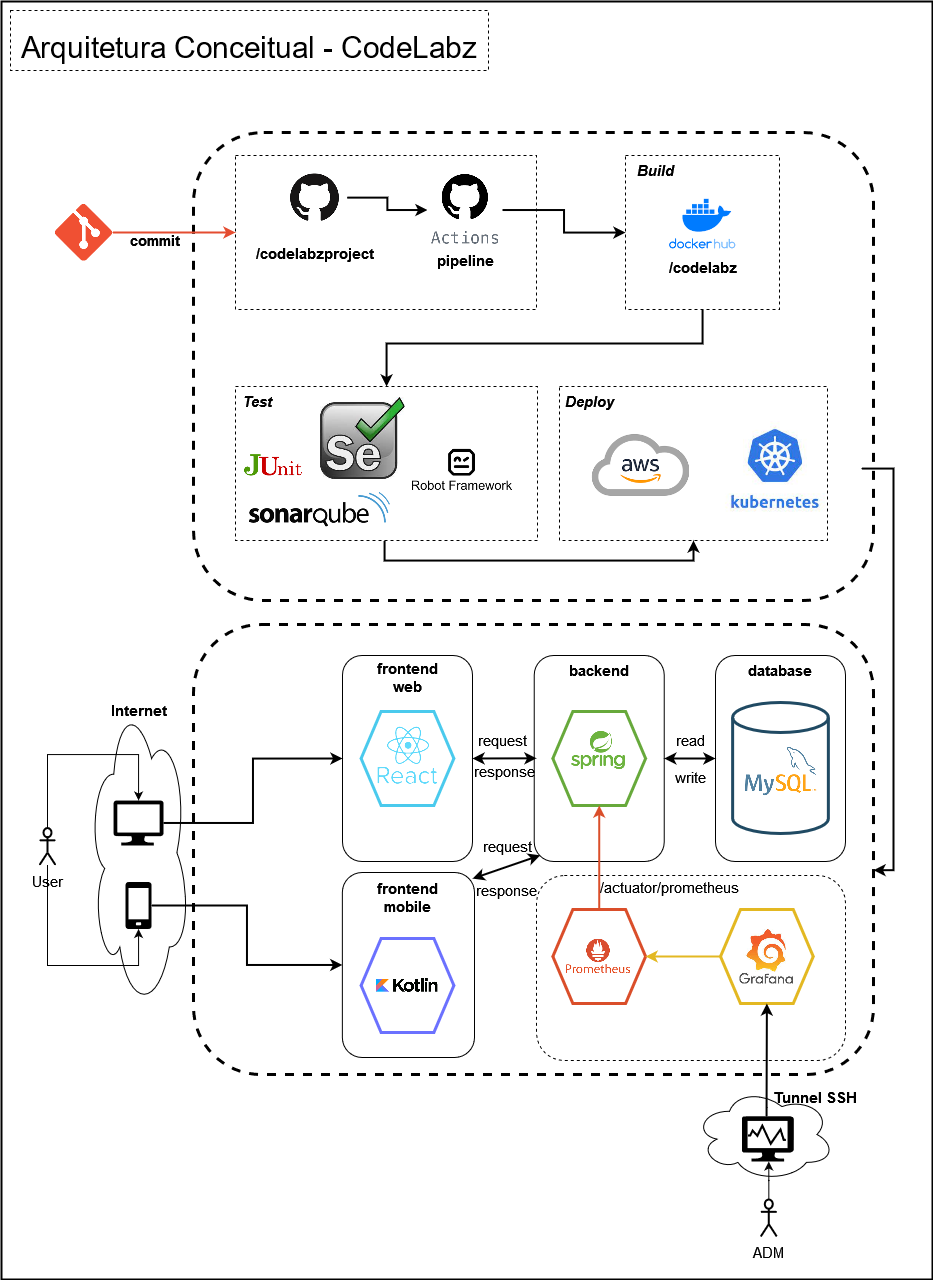 Arquitetura Conceitual - CodeLabz
commit
/codelabzproject
Actions
pipeline
Build
dockerhub
/codelabz
Test
JUnit
Se
Robot Framework
sonarqube
Deploy
aws
kubernetes
Internet
User
frontend
web
React
request
response
backend
spring
read
write
database
MySQL
request
response
frontend
mobile
Kotlin
/actuator/prometheus
Prometheus
Grafana
Tunnel SSH
ADM